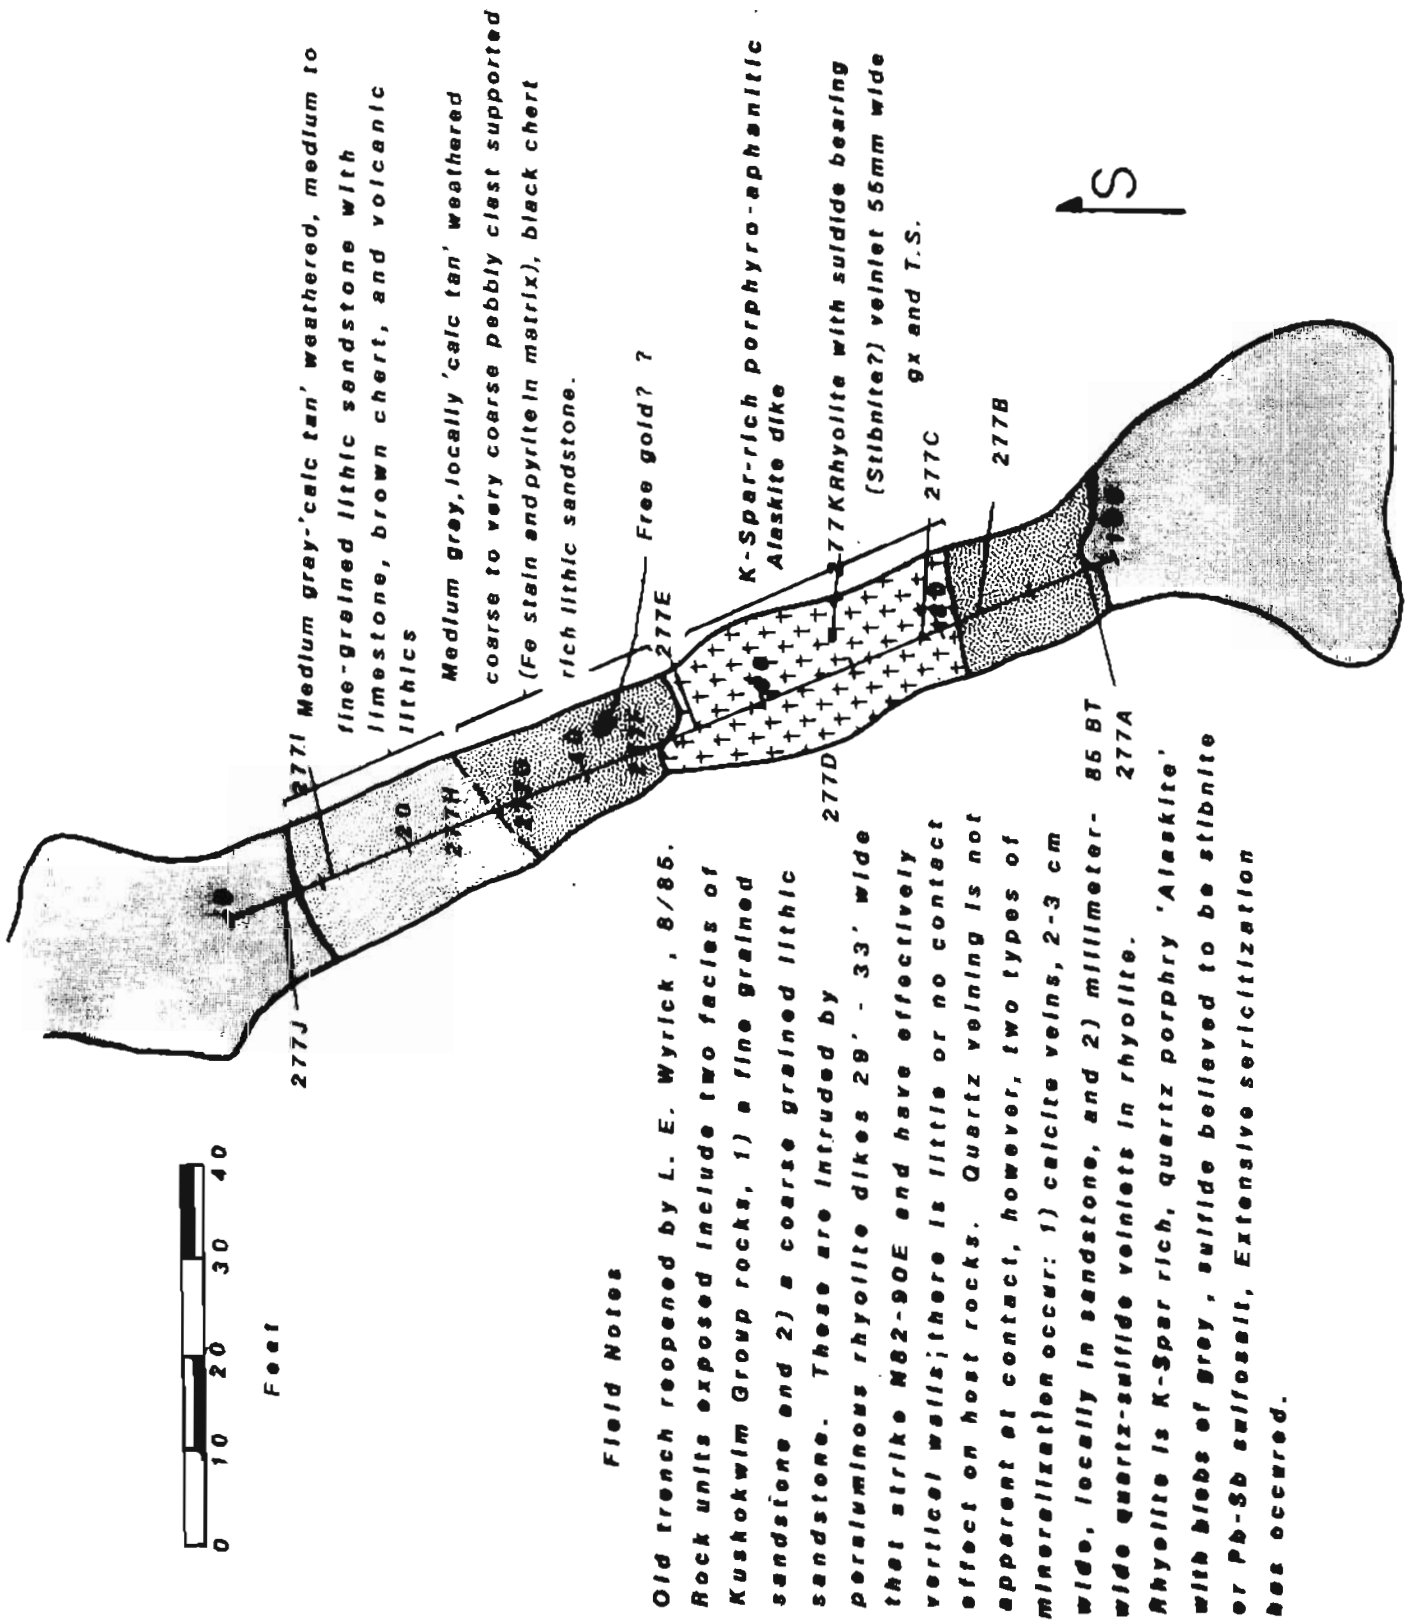 277I Medium gray-'calc tan' weathered, medium to
fine-grained lithic sandstone with
limestone, brown chert, and volcanic
lithics
Medium grey, locally 'calc tan' weathered
coarse to very coarse pebbly clast supported
(Fe stain and pyrite in matrix), black chert
rich lithic sandstone.
Free gold? ?
277E
K-Spar-rich porphyro-aphanitic
Alaskite dike
277K Rhyolite with suldide bearing
(Stibnite?) veinlet 55mm wide
gx and T.S.
277C
277B
S
20
277H
40
277D
85 BT
277A
277J
0 10 20 30 40
Feet
Field Notes
Old trench reopened by L. E. Wyrick , 8/85.
Rock units exposed include two facies of
Kuskokwim Group rocks, 1) a fine grained
sandstone and 2) a coarse grained lithic
sandstone. These are intruded by
peraluminous rhyolite dikes 29' - 33' wide
that strike N82-90E and have effectively
vertical walls; there is little or no contact
effect on host rocks. Quartz veining is not
apparent at contact, however, two types of
mineralization occur: 1) calcite veins, 2-3 cm
wide, locally in sandstone, and 2) millimeter-
wide quartz-sulfide veinlets in rhyolite.
Rhyolite is K-Spar rich, quartz porphry 'Alaskite'
with blebs of grey , sulfide believed to be stibnite
or Pb-Sb sulfosalt, Extensive sericitization
has occured.